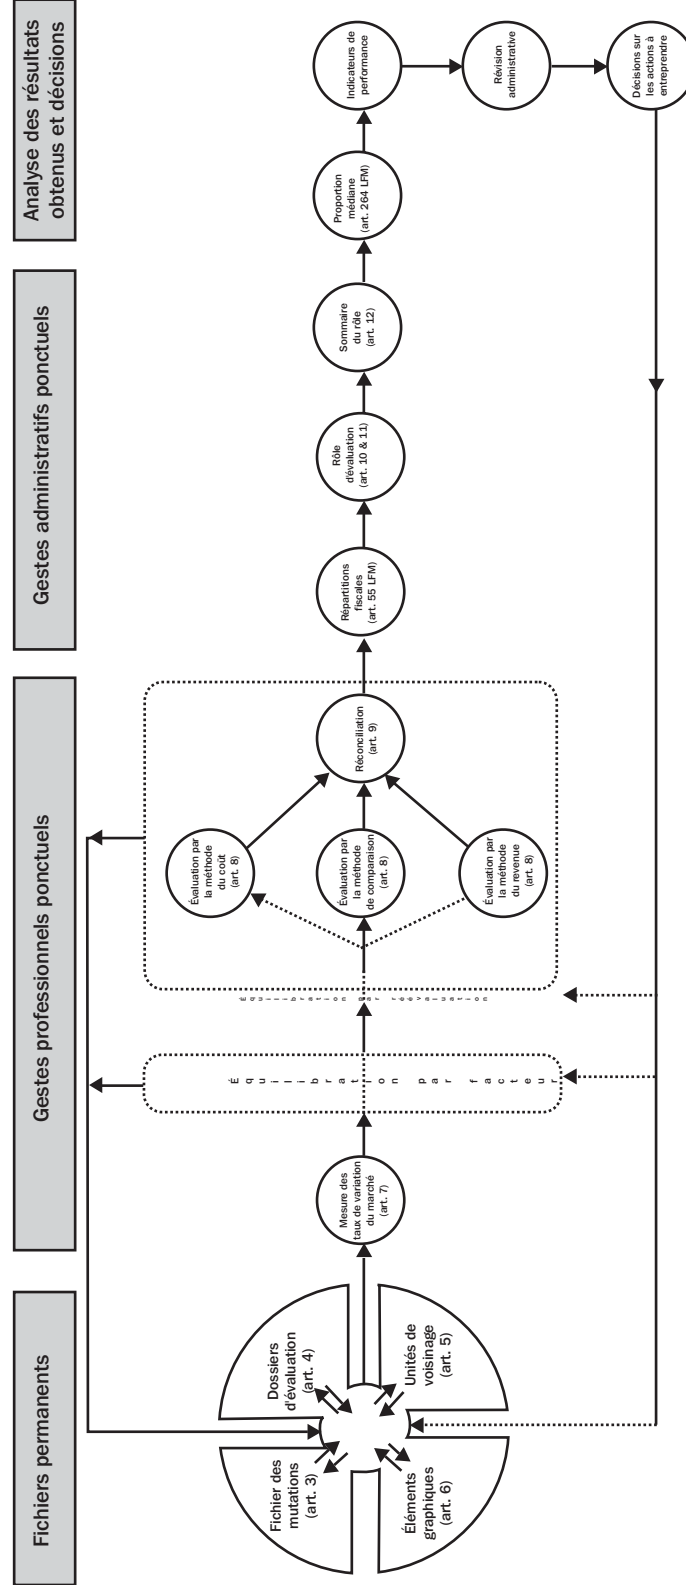 Fichiers permanents
Gestes professionnels ponctuels
Gestes administratifs ponctuels
Analyse des résultats
obtenus et décisions
Fichier des
mutations
(art. 3)
Dossiers
d'évaluation
(art. 4)
Éléments
graphiques
(art. 6)
Unités de
voisinage
(art. 5)
Mesure des
taux de variation
du marché
(art. 7)
Équilibration par facteur
Équilibration par réévaluation
Évaluation par
la méthode
du coût
(art. 8)
Évaluation par
la méthode
de comparaison
(art. 8)
Évaluation par
la méthode
du revenue
(art. 8)
Réconciliation
(art. 9)
Répartitions
fiscales
(art. 55 LFM)
Rôle
d'évaluation
(art. 10 & 11)
Sommaire
du rôle
(art. 12)
Proportion
médiane
(art. 264 LFM)
Indicateurs de
performance
Révision
administrative
Décisions sur
les actions à
entreprendre